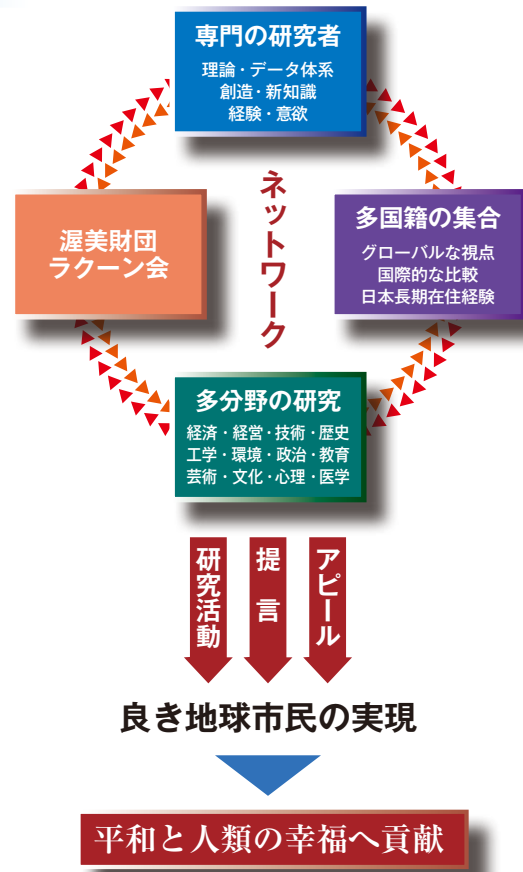 専門の研究者
理論・データ体系
創造・新知識
経験・意欲
ネットワーク
渥美財団
ラクーン会
多国籍の集合
グローバルな視点
国際的な比較
日本長期在住経験
多分野の研究
経済・経営・技術・歴史
工学・環境・政治・教育
芸術・文化・心理・医学
研究活動
提言
アピール
良き地球市民の実現
平和と人類の幸福へ貢献